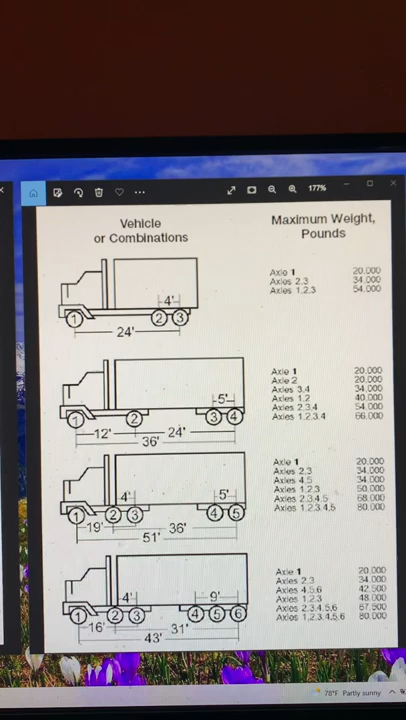 177%
Vehicle
or Combinations
Maximum Weight,
Pounds
Axle 1 20.000
Axles 2,3 34.000
Axles 1,2,3 54.000
4'
1 2 3
24'
Axle 1 20.000
Axle 2 20.000
Axles 3,4 34.000
Axles 1,2 40.000
Axles 2,3,4 54.000
Axles 1,2,3,4 66.000
5'
1 2 3 4
12' 24'
36'
Axle 1 20.000
Axles 2,3 34.000
Axles 4,5 34.000
Axles 1,2,3 50.000
Axles 2,3,4,5 68.000
Axles 1,2,3,4,5 80.000
4' 5'
1 2 3 4 5
19' 36'
51'
Axle 1 20.000
Axles 2,3 34.000
Axles 4,5,6 42.500
Axles 1,2,3 48.000
Axles 2,3,4,5,6 67.500
Axles 1,2,3,4,5,6 80.000
4' 9'
1 2 3 4 5 6
16' 31'
43'
78°F Partly sunny